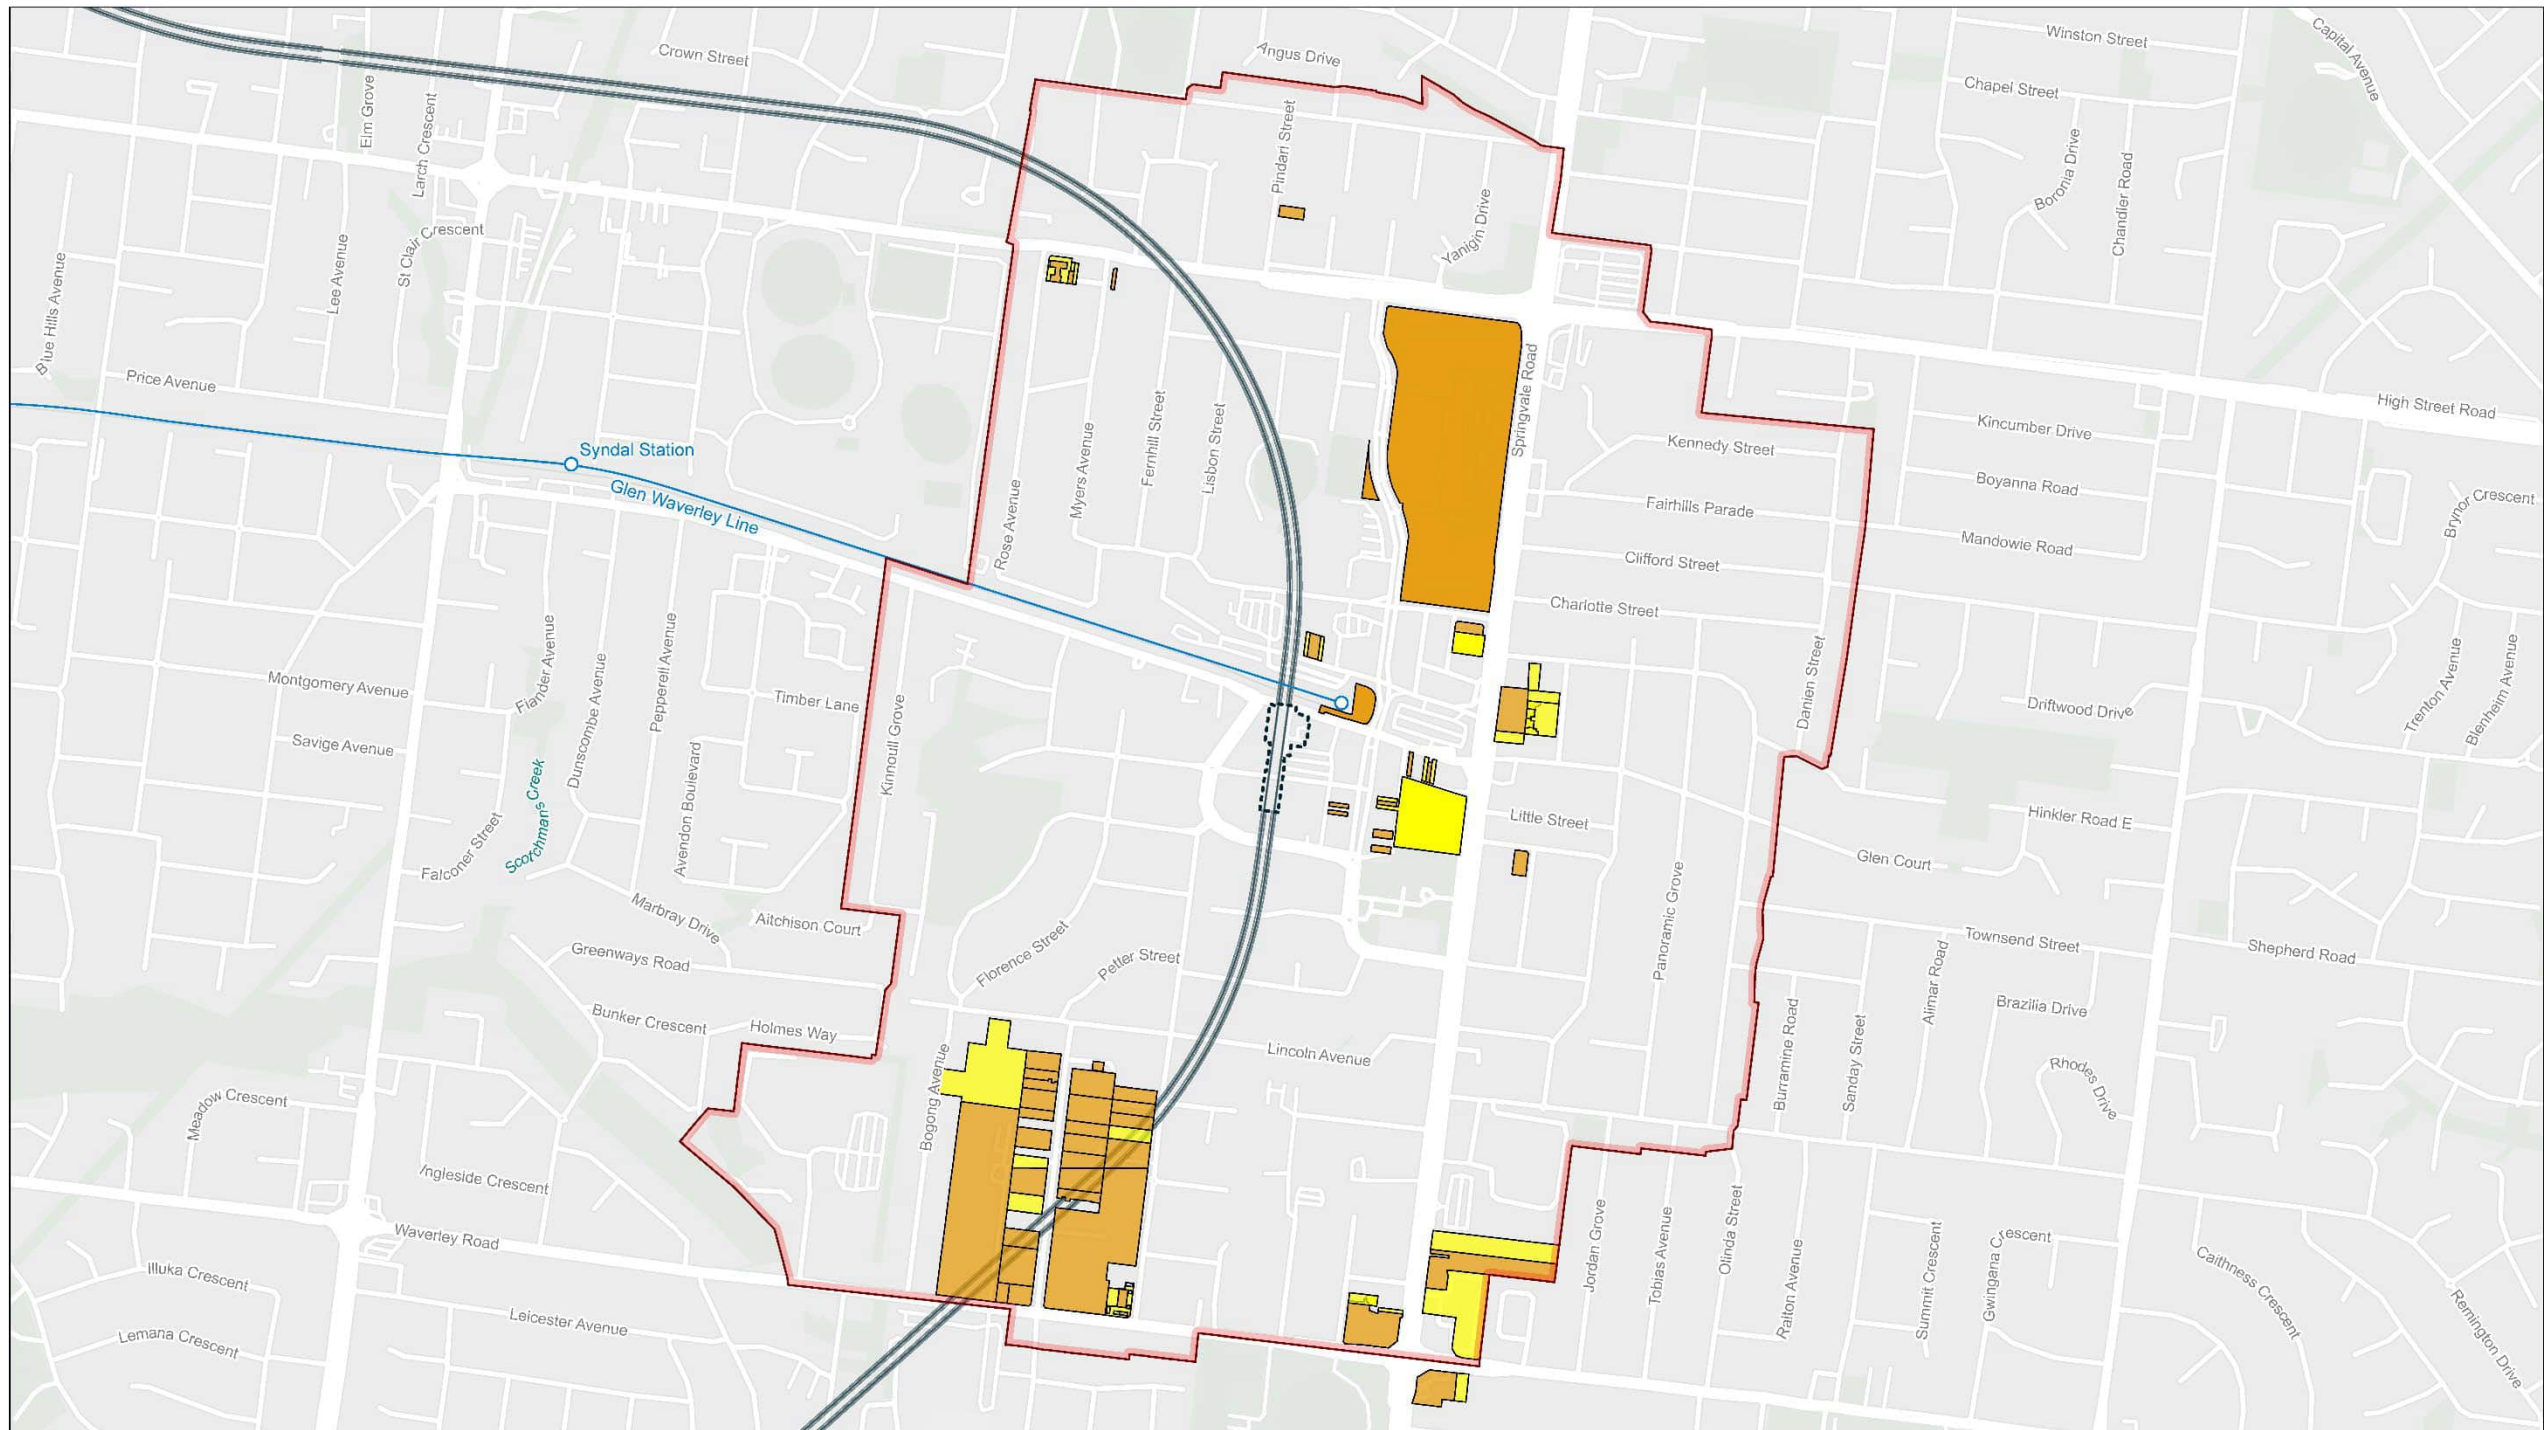 Winston Street
Capital Avenue
Crown Street
Angus Drive
Chapel Street
Elm Grove
Larch Crescent
Pindari Street
Boronia Drive
Chandler Road
St Clair Crescent
Yanigin Drive
Lee Avenue
Blue Hills Avenue
Price Avenue
High Street Road
Springvale Road
Kincumber Drive
Fernhill Street
Lisbon Street
Myers Avenue
Rose Avenue
Kennedy Street
Syndal Station
Glen Waverley Line
Boyanna Road
Brynor Crescent
Fairhills Parade
Mandowie Road
Clifford Street
Charlotte Street
Montgomery Avenue
Flander Avenue
Dunscombe Avenue
Pepperell Avenue
Timber Lane
Kinnoull Grove
Danien Street
Driftwood Drive
Trenton Avenue
Blenheim Avenue
Savige Avenue
Scotchman's Creek
Avendon Boulevard
Little Street
Hinkler Road E
Falconer Street
Glen Court
Marbray Drive
Aitchison Court
Panoramic Grove
Greenways Road
Florence Street
Petter Street
Townsend Street
Shepherd Road
Alimar Road
Brazilia Drive
Bunker Crescent
Holmes Way
Lincoln Avenue
Burramine Road
Sanday Street
Rhodes Drive
Bogong Avenue
Meadow Crescent
Ingleside Crescent
Waverley Road
Jordan Grove
Tobias Avenue
Olinda Street
Ralton Avenue
Summit Crescent
Gwingana Crescent
Caithness Crescent
Remington Drive
Illuka Crescent
Leicester Avenue
Lemana Crescent